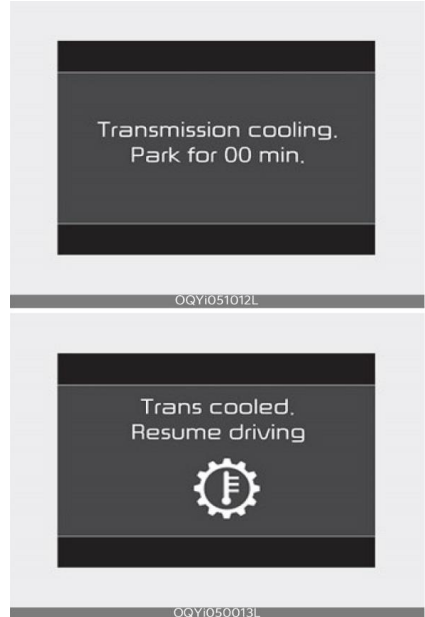 Transmission cooling.
Park for 00 min.
OQYI051012L
Trans cooled.
Resume driving
OQYI050013L